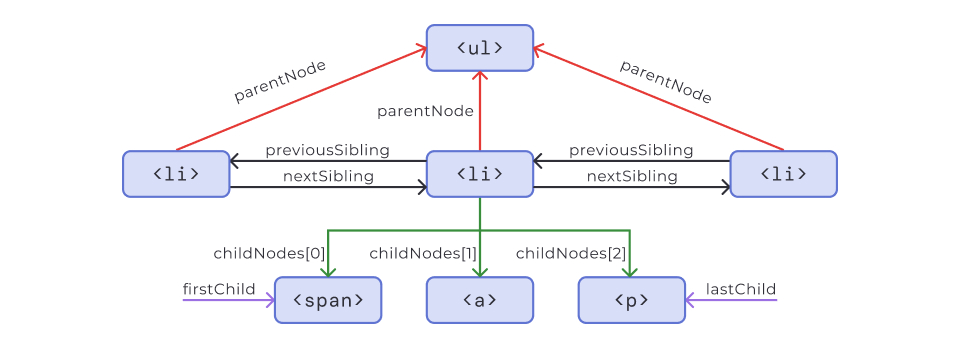 <ul>
parentNode
parentNode
parentNode
previousSibling
previousSibling
<li>
<li>
<li>
nextSibling
nextSibling
childNodes[0]
childNodes[1]
childNodes[2]
firstChild
<span>
<a>
<p>
lastChild